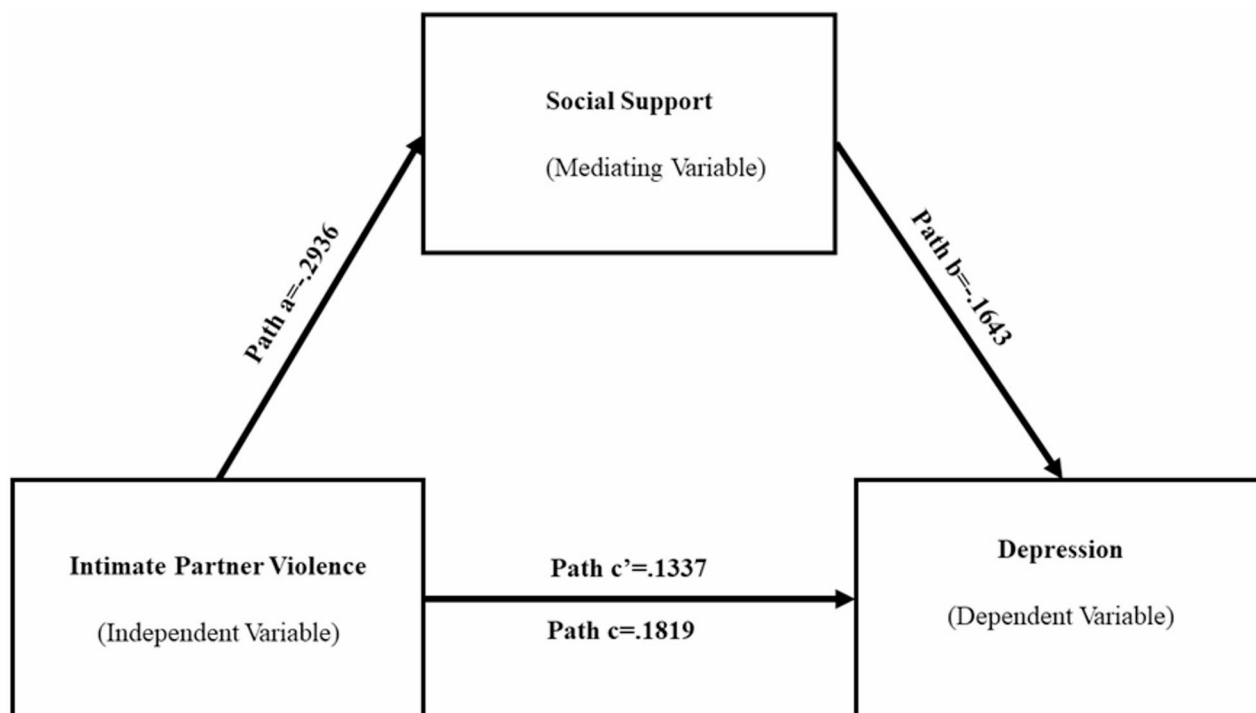 Social Support
(Mediating Variable)
Path a=-.2936
Path b=-.1643
Intimate Partner Violence
(Independent Variable)
Path c’=.1337
Path c=.1819
Depression
(Dependent Variable)